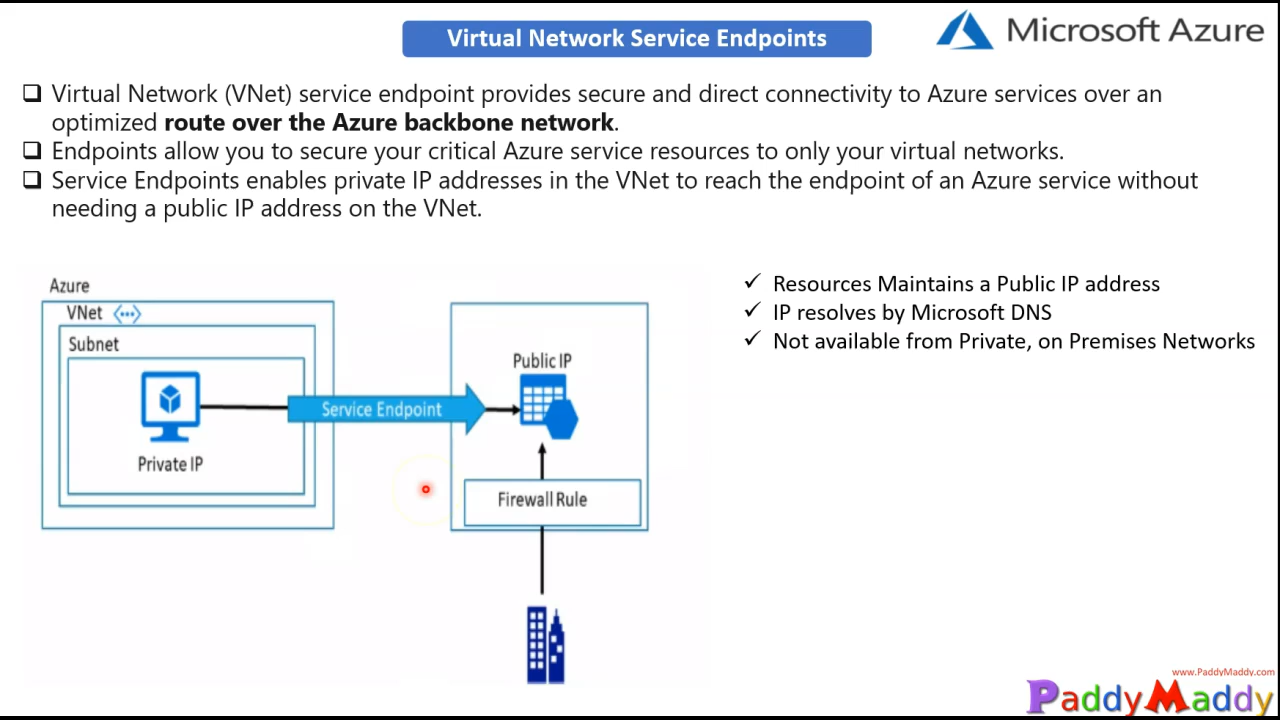 Virtual Network Service Endpoints
Microsoft Azure
Virtual Network (VNet) service endpoint provides secure and direct connectivity to Azure services over an
optimized route over the Azure backbone network.
Endpoints allow you to secure your critical Azure service resources to only your virtual networks.
Service Endpoints enables private IP addresses in the VNet to reach the endpoint of an Azure service without
needing a public IP address on the VNet.
Azure
VNet
Subnet
Private IP
Service Endpoint
Public IP
Firewall Rule
Resources Maintains a Public IP address
IP resolves by Microsoft DNS
Not available from Private, on Premises Networks
www.PaddyMaddy.com
PaddyMaddy